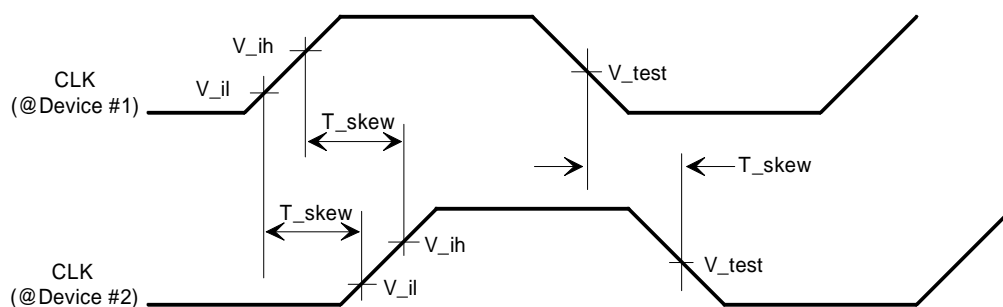 V_ih
V_test
CLK
(@Device #1)
V_il
T_skew
T_skew
T_skew
V_ih
V_test
CLK
(@Device #2)
V_il